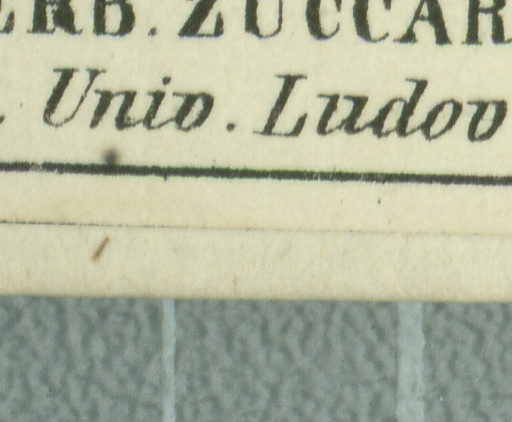 ERB. ZUCCAR
. Univ. Ludov